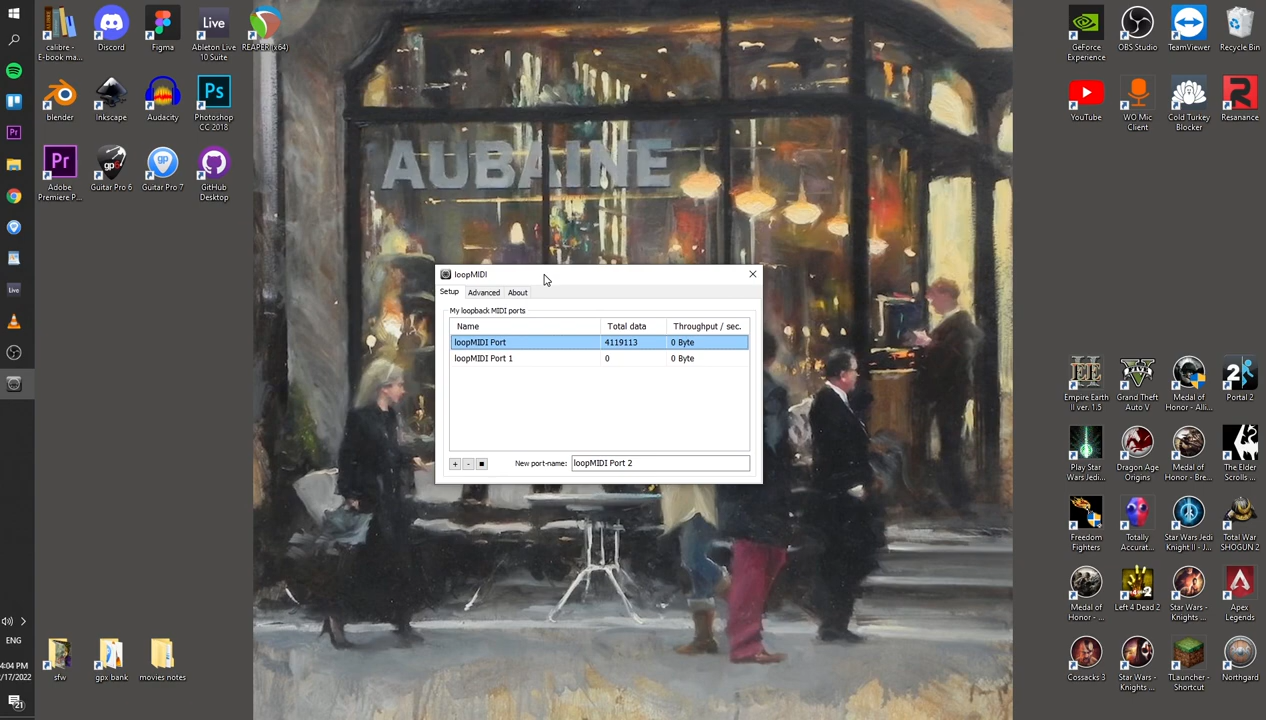 calibre -
E-book ma...
Discord
Figma
Live
Ableton Live
10 Suite
REAPER (x64)
blender
Inkscape
Audacity
Ps
Photoshop
CC 2018
Pr
Adobe
Premiere P...
Guitar Pro 6
gp
Guitar Pro 7
GitHub
Desktop
Pr
Live
AUBAINE
loopMIDI
Setup
Advanced
About
My loopback MIDI ports
Name
Total data
Throughput / sec.
loopMIDI Port
4119113
0 Byte
loopMIDI Port 1
0
0 Byte
+
-
New port-name:
loopMIDI Port 2
GeForce
Experience
OBS Studio
TeamViewer
Recycle Bin
YouTube
WO Mic
Client
Cold Turkey
Blocker
Resanance
Empire Earth
II ver. 1.5
Grand Theft
Auto V
Medal of
Honor - Alli...
2
Portal 2
Play Star
Wars Jedi...
Dragon Age
Origins
Medal of
Honor - Bre...
The Elder
Scrolls ...
Freedom
Fighters
Totally
Accurat...
Star Wars Jedi
Knight II - J...
Total War
SHOGUN 2
Medal of
Honor - ...
Left 4 Dead 2
Star Wars -
Knights ...
Apex
Legends
Cossacks 3
Star Wars -
Knights ...
TLauncher -
Shortcut
Northgard
sfw
gpx bank
movies notes
ENG
4:04 PM
/17/2022
21